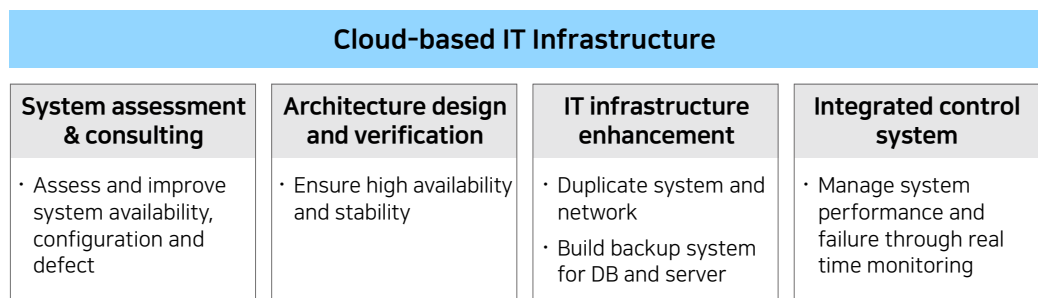 Cloud-based IT Infrastructure
System assessment
& consulting
· Assess and improve
system availability,
configuration and
defect
Architecture design
and verification
· Ensure high availability
and stability
IT infrastructure
enhancement
· Duplicate system and
network
· Build backup system
for DB and server
Integrated control
system
· Manage system
performance and
failure through real
time monitoring